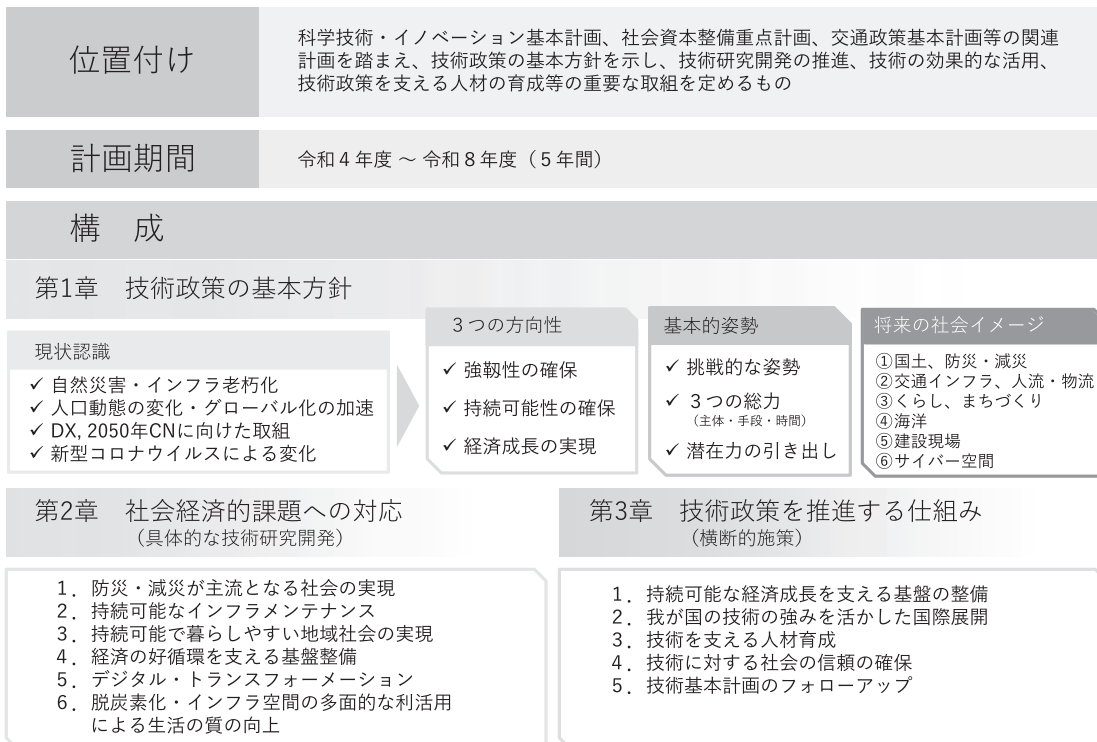 位置付け
科学技術・イノベーション基本計画、社会資本整備重点計画、交通政策基本計画等の関連
計画を踏まえ、技術政策の基本方針を示し、技術研究開発の推進、技術の効果的な活用、
技術政策を支える人材の育成等の重要な取組を定めるもの
計画期間
令和４年度 ～ 令和８年度（５年間）
構 成
第1章 技術政策の基本方針
現状認識
✓ 自然災害・インフラ老朽化
✓ 人口動態の変化・グローバル化の加速
✓ DX, 2050年CNに向けた取組
✓ 新型コロナウイルスによる変化
３つの方向性
✓ 強靱性の確保
✓ 持続可能性の確保
✓ 経済成長の実現
基本的姿勢
✓ 挑戦的な姿勢
✓ ３つの総力
（主体・手段・時間）
✓ 潜在力の引き出し
将来の社会イメージ
①国土、防災・減災
②交通インフラ、人流・物流
③くらし、まちづくり
④海洋
⑤建設現場
⑥サイバー空間
第2章 社会経済的課題への対応
（具体的な技術研究開発）
1．防災・減災が主流となる社会の実現
2．持続可能なインフラメンテナンス
3．持続可能で暮らしやすい地域社会の実現
4．経済の好循環を支える基盤整備
5．デジタル・トランスフォーメーション
6．脱炭素化・インフラ空間の多面的な利活用
による生活の質の向上
第3章 技術政策を推進する仕組み
（横断的施策）
1．持続可能な経済成長を支える基盤の整備
2．我が国の技術の強みを活かした国際展開
3．技術を支える人材育成
4．技術に対する社会の信頼の確保
5．技術基本計画のフォローアップ